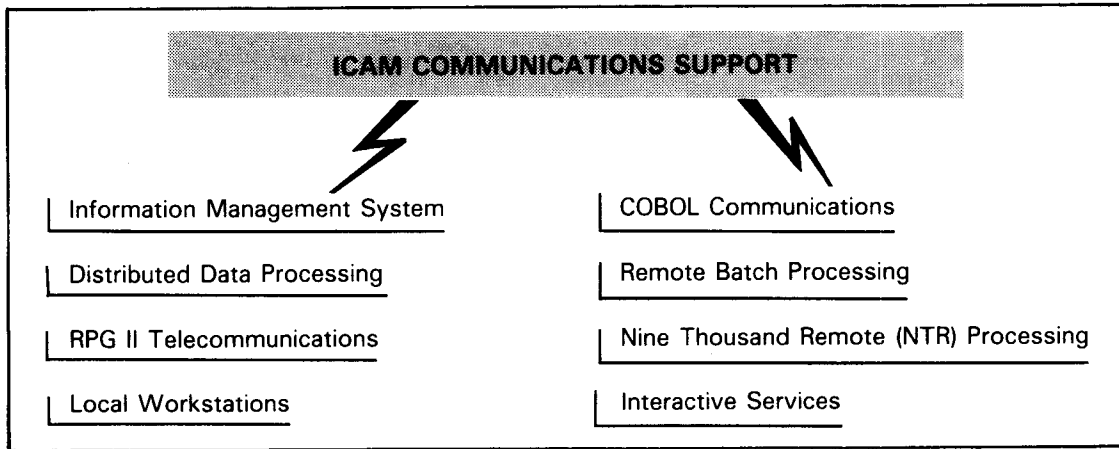 ICAM COMMUNICATIONS SUPPORT
Information Management System
Distributed Data Processing
RPG II Telecommunications
Local Workstations
COBOL Communications
Remote Batch Processing
Nine Thousand Remote (NTR) Processing
Interactive Services